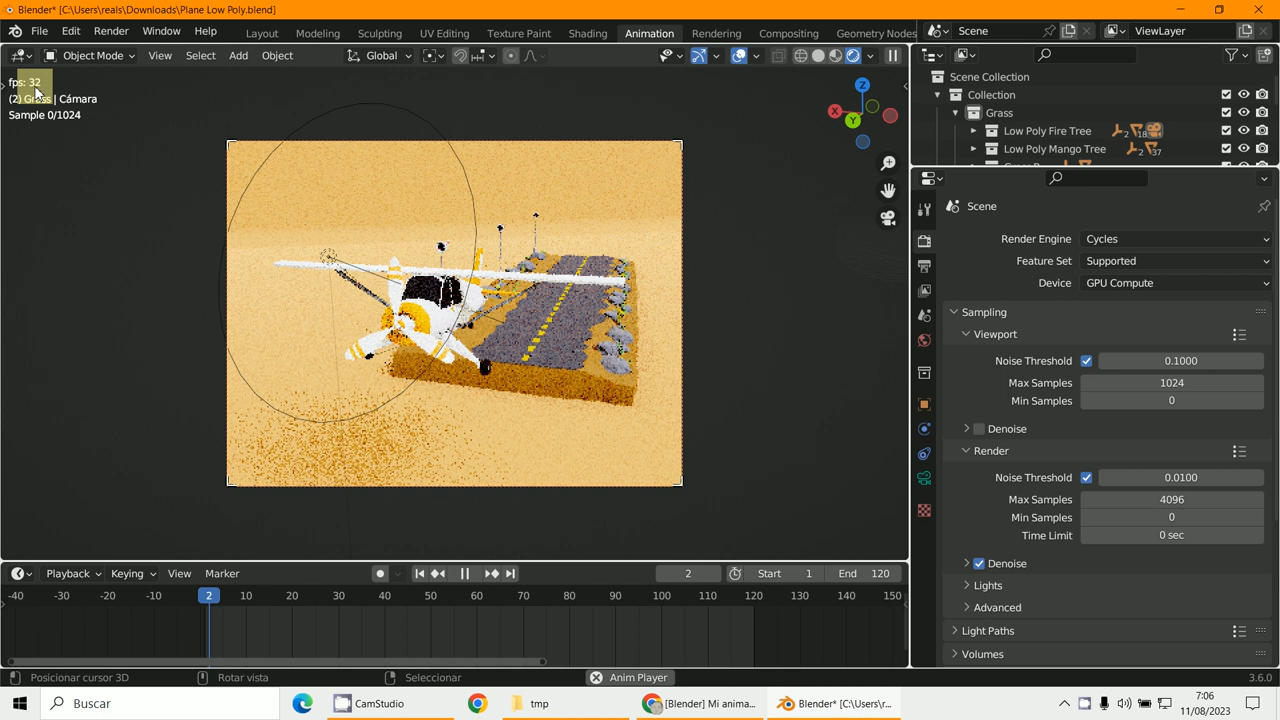 Blender* [C:\Users\reals\Downloads\Plane Low Poly.blend]
File Edit Render Window Help Layout Modeling Sculpting UV Editing Texture Paint Shading Animation Rendering Compositing Geometry Nodes Scene ViewLayer
Object Mode View Select Add Object Global
fps: 32
(2) Grass | Cámara
Sample 0/1024
X Y Z
Scene Collection
Collection
Grass
Low Poly Fire Tree 2 18
Low Poly Mango Tree 2 37
Scene
Render Engine Cycles
Feature Set Supported
Device GPU Compute
Sampling
Viewport
Noise Threshold 0.1000
Max Samples 1024
Min Samples 0
Denoise
Render
Noise Threshold 0.0100
Max Samples 4096
Min Samples 0
Time Limit 0 sec
Denoise
Lights
Advanced
Light Paths
Volumes
Playback Keying View Marker 2 Start 1 End 120
-40 -30 -20 -10 2 10 20 30 40 50 60 70 80 90 100 110 120 130 140 150
Posicionar cursor 3D Rotar vista Seleccionar Anim Player 3.6.0
Buscar CamStudio tmp [Blender] Mi anima... Blender* [C:\Users\r... 7:06
11/08/2023